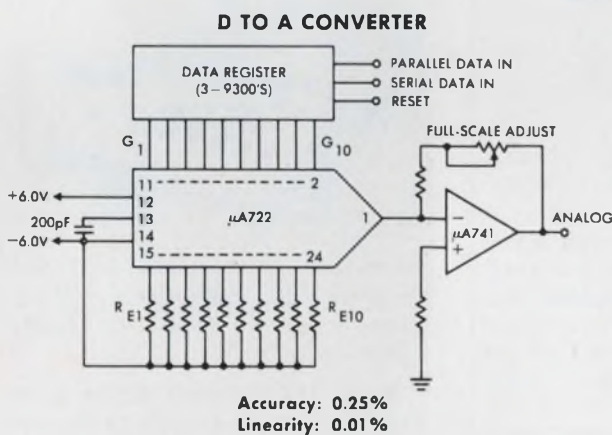 D TO A CONVERTER
DATA REGISTER
(3–9300'S)
PARALLEL DATA IN
SERIAL DATA IN
RESET
G1
G10
FULL-SCALE ADJUST
+6.0V
200pF
−6.0V
11
2
12
13
14
15
24
μA722
1
−
+
μA741
ANALOG
RE1
RE10
Accuracy: 0.25%
Linearity: 0.01%